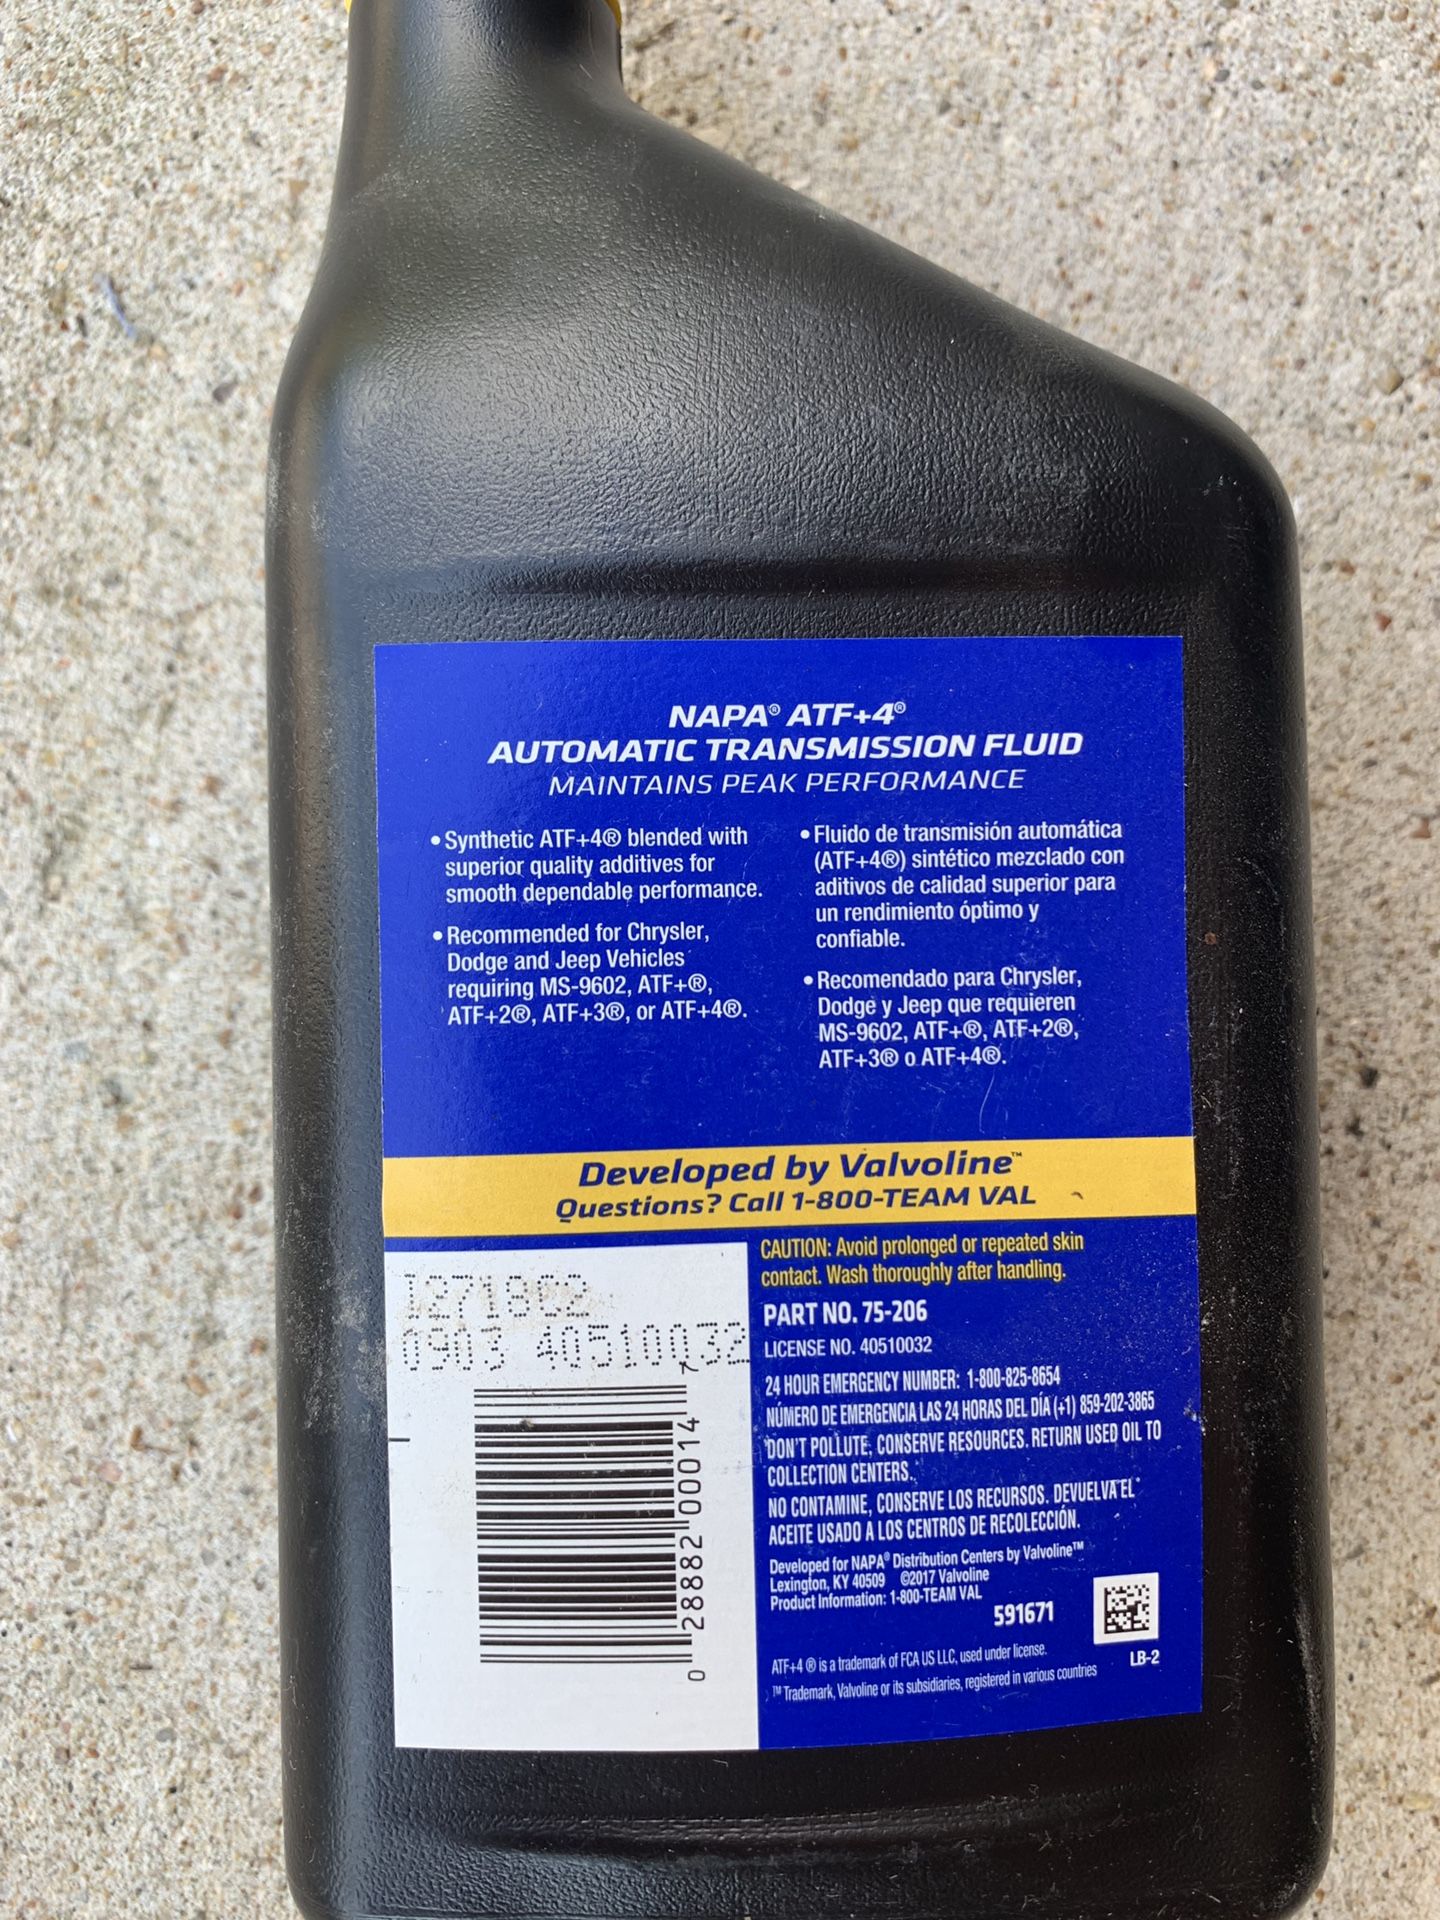 NAPA® ATF+4®
AUTOMATIC TRANSMISSION FLUID
MAINTAINS PEAK PERFORMANCE
• Synthetic ATF+4® blended with
superior quality additives for
smooth dependable performance.
• Recommended for Chrysler,
Dodge and Jeep Vehicles
requiring MS-9602, ATF+®,
ATF+2®, ATF+3®, or ATF+4®.
• Fluido de transmisión automática
(ATF+4®) sintético mezclado con
aditivos de calidad superior para
un rendimiento óptimo y
confiable.
• Recomendado para Chrysler,
Dodge y Jeep que requieren
MS-9602, ATF+®, ATF+2®,
ATF+3® o ATF+4®.
Developed by Valvoline™
Questions? Call 1-800-TEAM VAL
I271BC2
0903 40510032
0 28882 00014 7
CAUTION: Avoid prolonged or repeated skin
contact. Wash thoroughly after handling.
PART NO. 75-206
LICENSE NO. 40510032
24 HOUR EMERGENCY NUMBER: 1-800-825-8654
NÚMERO DE EMERGENCIA LAS 24 HORAS DEL DÍA (+1) 859-202-3865
DON'T POLLUTE, CONSERVE RESOURCES. RETURN USED OIL TO
COLLECTION CENTERS.
NO CONTAMINE, CONSERVE LOS RECURSOS. DEVUELVA EL
ACEITE USADO A LOS CENTROS DE RECOLECCIÓN.
Developed for NAPA® Distribution Centers by Valvoline™
Lexington, KY 40509 ©2017 Valvoline
Product Information: 1-800-TEAM VAL
591671
LB-2
ATF+4 ® is a trademark of FCA US LLC, used under license.
™ Trademark, Valvoline or its subsidiaries, registered in various countries